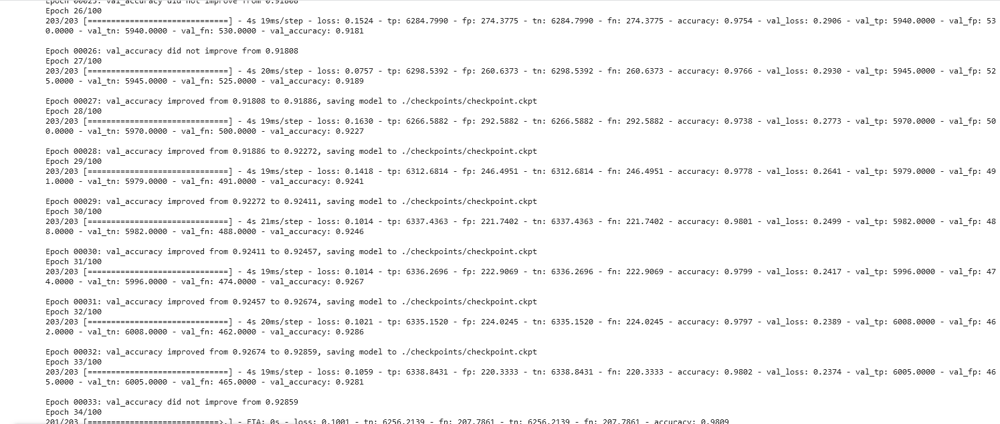 Epoch 00025: val_accuracy did not improve from 0.91808
Epoch 26/100
203/203 [==============================] - 4s 19ms/step - loss: 0.1524 - tp: 6284.7990 - fp: 274.3775 - tn: 6284.7990 - fn: 274.3775 - accuracy: 0.9754 - val_loss: 0.2906 - val_tp: 5940.0000 - val_fp: 53
0.0000 - val_tn: 5940.0000 - val_fn: 530.0000 - val_accuracy: 0.9181
Epoch 00026: val_accuracy did not improve from 0.91808
Epoch 27/100
203/203 [==============================] - 4s 20ms/step - loss: 0.0757 - tp: 6298.5392 - fp: 260.6373 - tn: 6298.5392 - fn: 260.6373 - accuracy: 0.9766 - val_loss: 0.2930 - val_tp: 5945.0000 - val_fp: 52
5.0000 - val_tn: 5945.0000 - val_fn: 525.0000 - val_accuracy: 0.9189
Epoch 00027: val_accuracy improved from 0.91808 to 0.91886, saving model to ./checkpoints/checkpoint.ckpt
Epoch 28/100
203/203 [==============================] - 4s 19ms/step - loss: 0.1630 - tp: 6266.5882 - fp: 292.5882 - tn: 6266.5882 - fn: 292.5882 - accuracy: 0.9738 - val_loss: 0.2773 - val_tp: 5970.0000 - val_fp: 50
0.0000 - val_tn: 5970.0000 - val_fn: 500.0000 - val_accuracy: 0.9227
Epoch 00028: val_accuracy improved from 0.91886 to 0.92272, saving model to ./checkpoints/checkpoint.ckpt
Epoch 29/100
203/203 [==============================] - 4s 19ms/step - loss: 0.1418 - tp: 6312.6814 - fp: 246.4951 - tn: 6312.6814 - fn: 246.4951 - accuracy: 0.9778 - val_loss: 0.2641 - val_tp: 5979.0000 - val_fp: 49
1.0000 - val_tn: 5979.0000 - val_fn: 491.0000 - val_accuracy: 0.9241
Epoch 00029: val_accuracy improved from 0.92272 to 0.92411, saving model to ./checkpoints/checkpoint.ckpt
Epoch 30/100
203/203 [==============================] - 4s 21ms/step - loss: 0.1014 - tp: 6337.4363 - fp: 221.7402 - tn: 6337.4363 - fn: 221.7402 - accuracy: 0.9801 - val_loss: 0.2499 - val_tp: 5982.0000 - val_fp: 48
8.0000 - val_tn: 5982.0000 - val_fn: 488.0000 - val_accuracy: 0.9246
Epoch 00030: val_accuracy improved from 0.92411 to 0.92457, saving model to ./checkpoints/checkpoint.ckpt
Epoch 31/100
203/203 [==============================] - 4s 19ms/step - loss: 0.1014 - tp: 6336.2696 - fp: 222.9069 - tn: 6336.2696 - fn: 222.9069 - accuracy: 0.9799 - val_loss: 0.2417 - val_tp: 5996.0000 - val_fp: 47
4.0000 - val_tn: 5996.0000 - val_fn: 474.0000 - val_accuracy: 0.9267
Epoch 00031: val_accuracy improved from 0.92457 to 0.92674, saving model to ./checkpoints/checkpoint.ckpt
Epoch 32/100
203/203 [==============================] - 4s 20ms/step - loss: 0.1021 - tp: 6335.1520 - fp: 224.0245 - tn: 6335.1520 - fn: 224.0245 - accuracy: 0.9797 - val_loss: 0.2389 - val_tp: 6008.0000 - val_fp: 46
2.0000 - val_tn: 6008.0000 - val_fn: 462.0000 - val_accuracy: 0.9286
Epoch 00032: val_accuracy improved from 0.92674 to 0.92859, saving model to ./checkpoints/checkpoint.ckpt
Epoch 33/100
203/203 [==============================] - 4s 19ms/step - loss: 0.1059 - tp: 6338.8431 - fp: 220.3333 - tn: 6338.8431 - fn: 220.3333 - accuracy: 0.9802 - val_loss: 0.2374 - val_tp: 6005.0000 - val_fp: 46
5.0000 - val_tn: 6005.0000 - val_fn: 465.0000 - val_accuracy: 0.9281
Epoch 00033: val_accuracy did not improve from 0.92859
Epoch 34/100
201/203 [============================>.] - ETA: 0s - loss: 0.1001 - tp: 6256.2139 - fp: 207.7861 - tn: 6256.2139 - fn: 207.7861 - accuracy: 0.9809